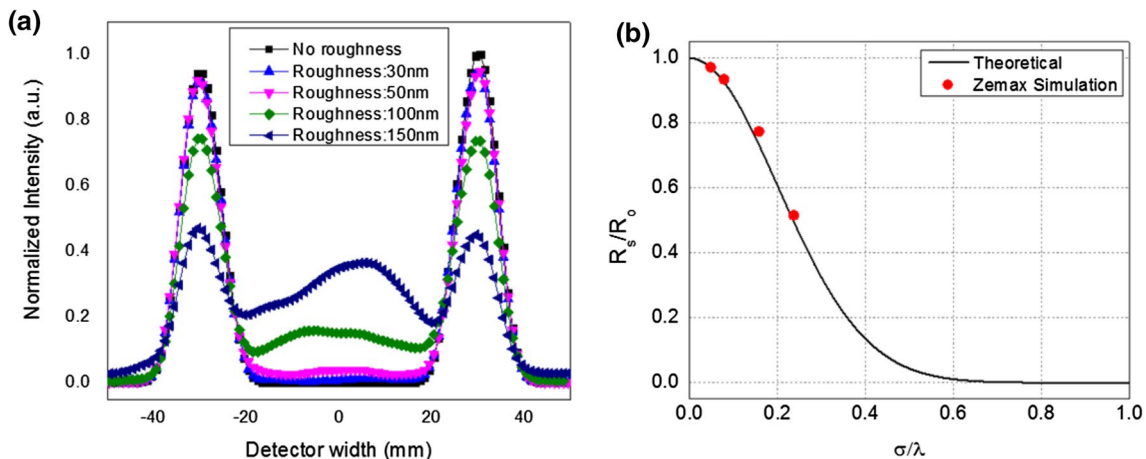 (a)
Normalized Intensity (a.u.)
1.0
0.8
0.6
0.4
0.2
0.0
No roughness
Roughness:30nm
Roughness:50nm
Roughness:100nm
Roughness:150nm
-40
-20
0
20
40
Detector width (mm)
(b)
Rs/Ro
1.0
0.8
0.6
0.4
0.2
0.0
Theoretical
Zemax Simulation
0.0
0.2
0.4
0.6
0.8
1.0
σ/λ